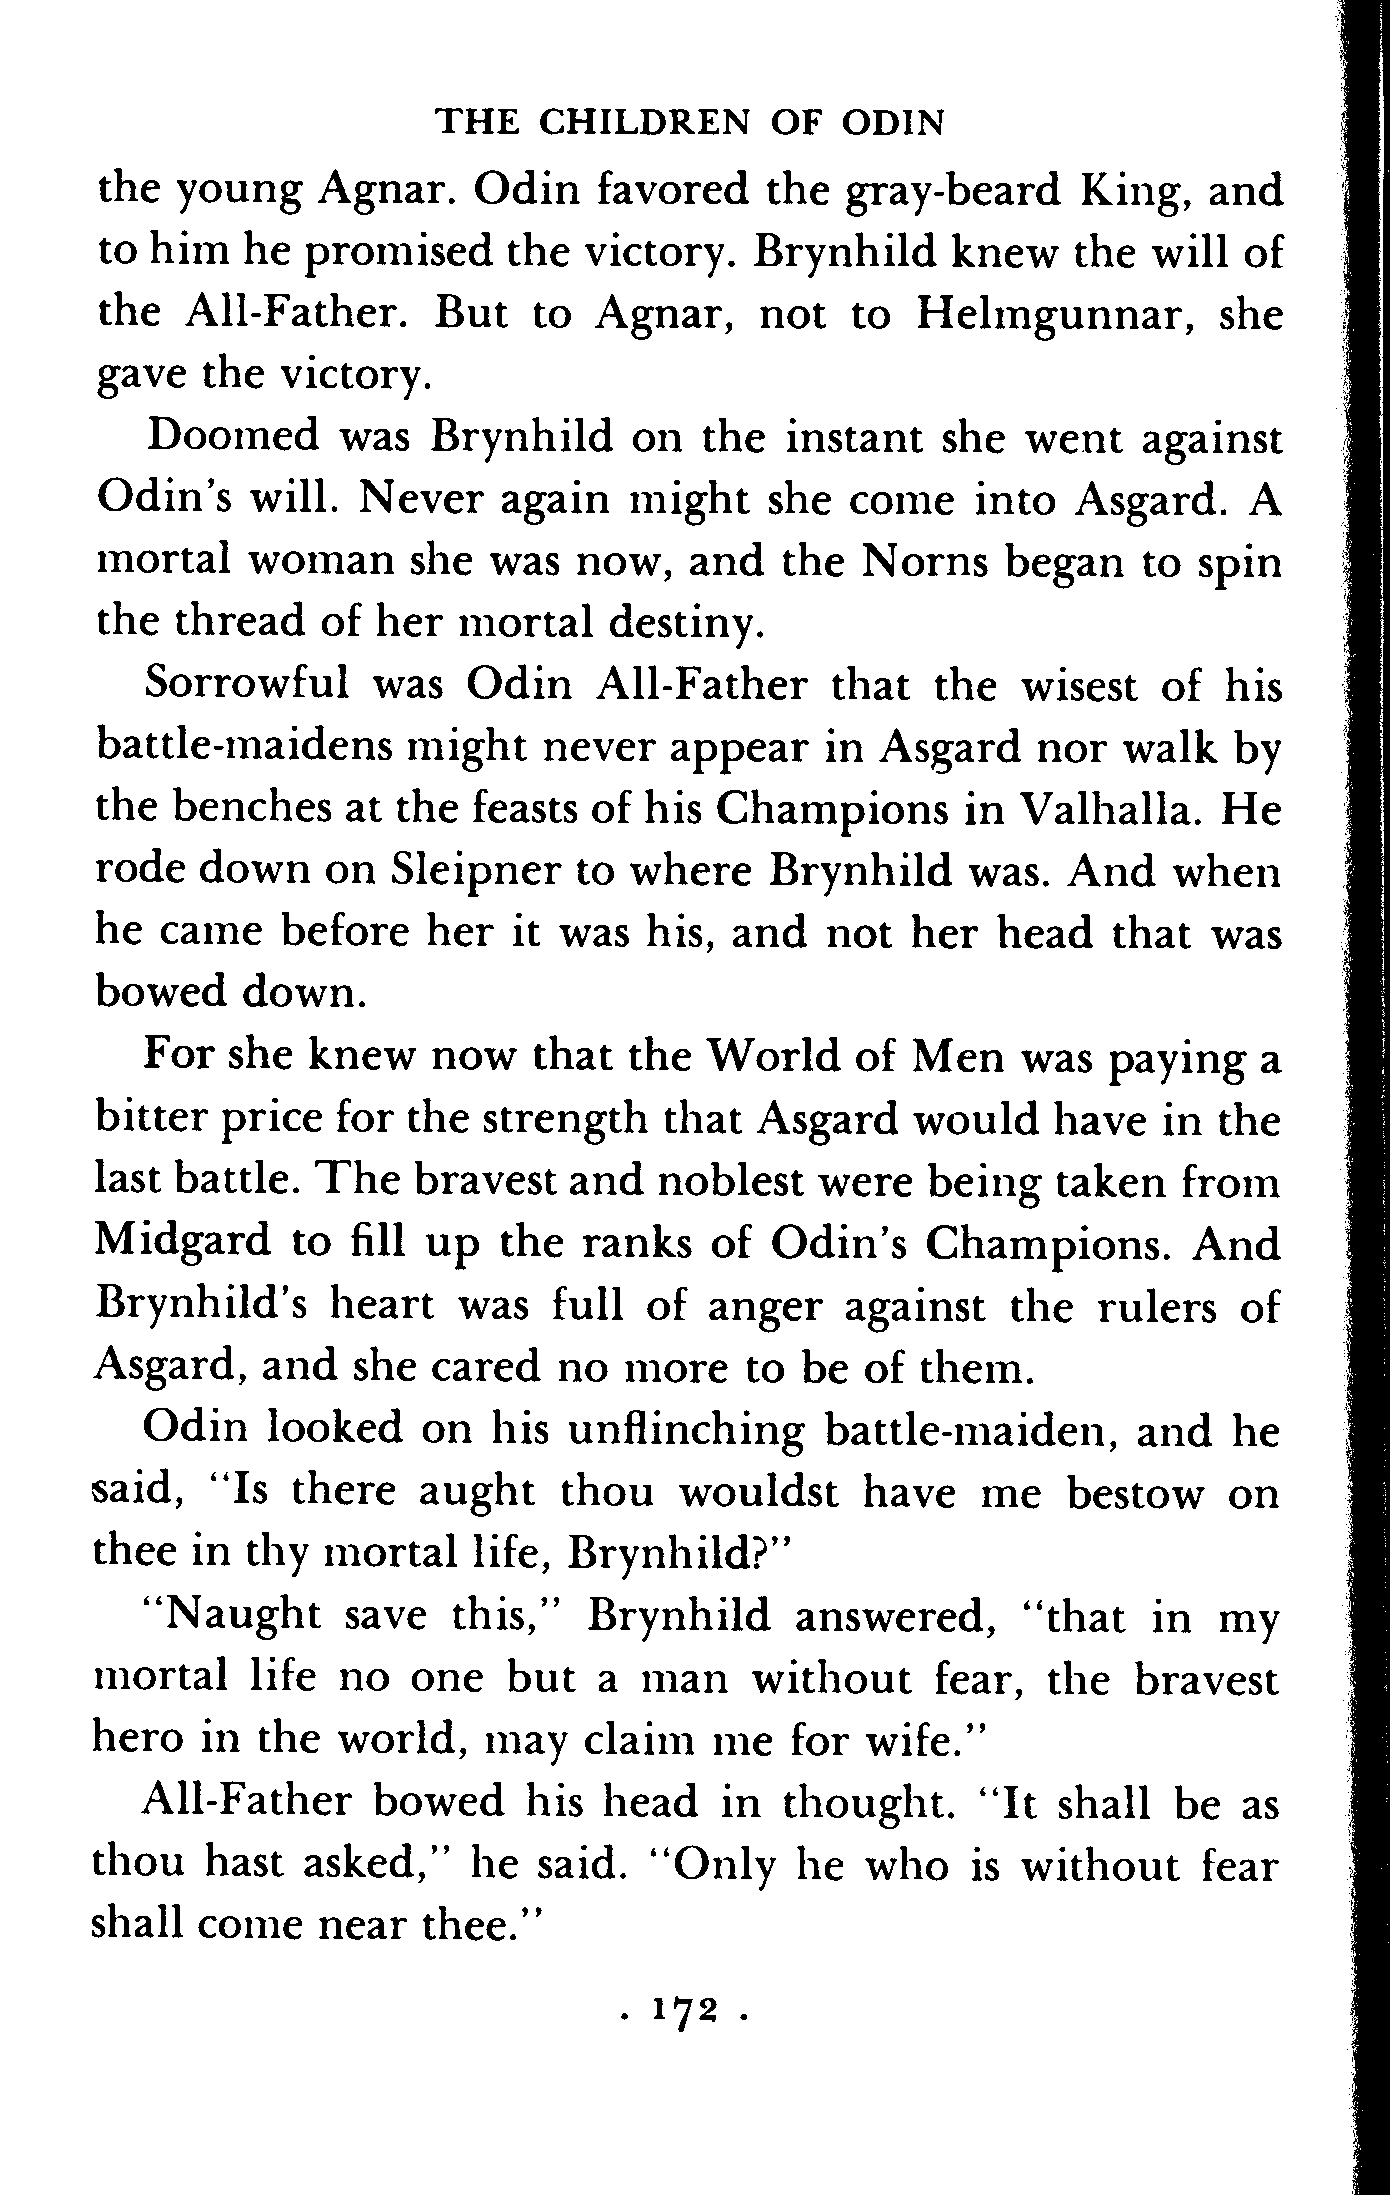 THE CHILDREN OF ODIN
the young Agnar. Odin favored the gray-beard King, and
to him he promised the victory. Brynhild knew the will of
the All-Father. But to Agnar, not to Helmgunnar, she
gave the victory.
Doomed was Brynhild on the instant she went against
Odin's will. Never again might she come into Asgard. A
mortal woman she was now, and the Norns began to spin
the thread of her mortal destiny.
Sorrowful was Odin All-Father that the wisest of his
battle-maidens might never appear in Asgard nor walk by
the benches at the feasts of his Champions in Valhalla. He
rode down on Sleipner to where Brynhild was. And when
he came before her it was his, and not her head that was
bowed down.
For she knew now that the World of Men was paying a
bitter price for the strength that Asgard would have in the
last battle. The bravest and noblest were being taken from
Midgard to fill up the ranks of Odin's Champions. And
Brynhild's heart was full of anger against the rulers of
Asgard, and she cared no more to be of them.
Odin looked on his unflinching battle-maiden, and he
said, "Is there aught thou wouldst have me bestow on
thee in thy mortal life, Brynhild?"
"Naught save this," Brynhild answered, "that in my
mortal life no one but a man without fear, the bravest
hero in the world, may claim me for wife."
All-Father bowed his head in thought. "It shall be as
thou hast asked," he said. "Only he who is without fear
shall come near thee."
. 172 .